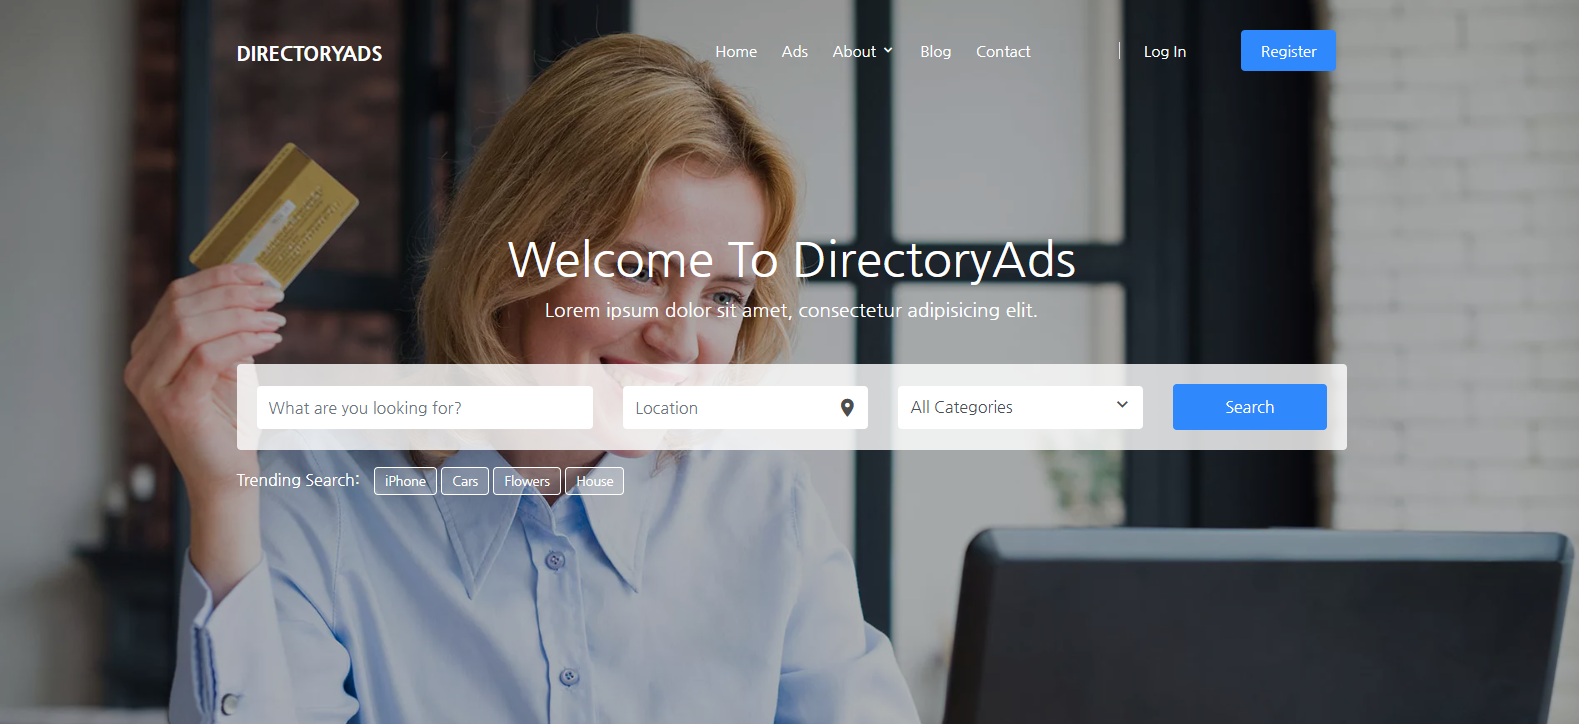 DIRECTORYADS
Home Ads About Blog Contact Log In Register
Welcome To DirectoryAds
Lorem ipsum dolor sit amet, consectetur adipisicing elit.
What are you looking for? Location All Categories Search
Trending Search: iPhone Cars Flowers House